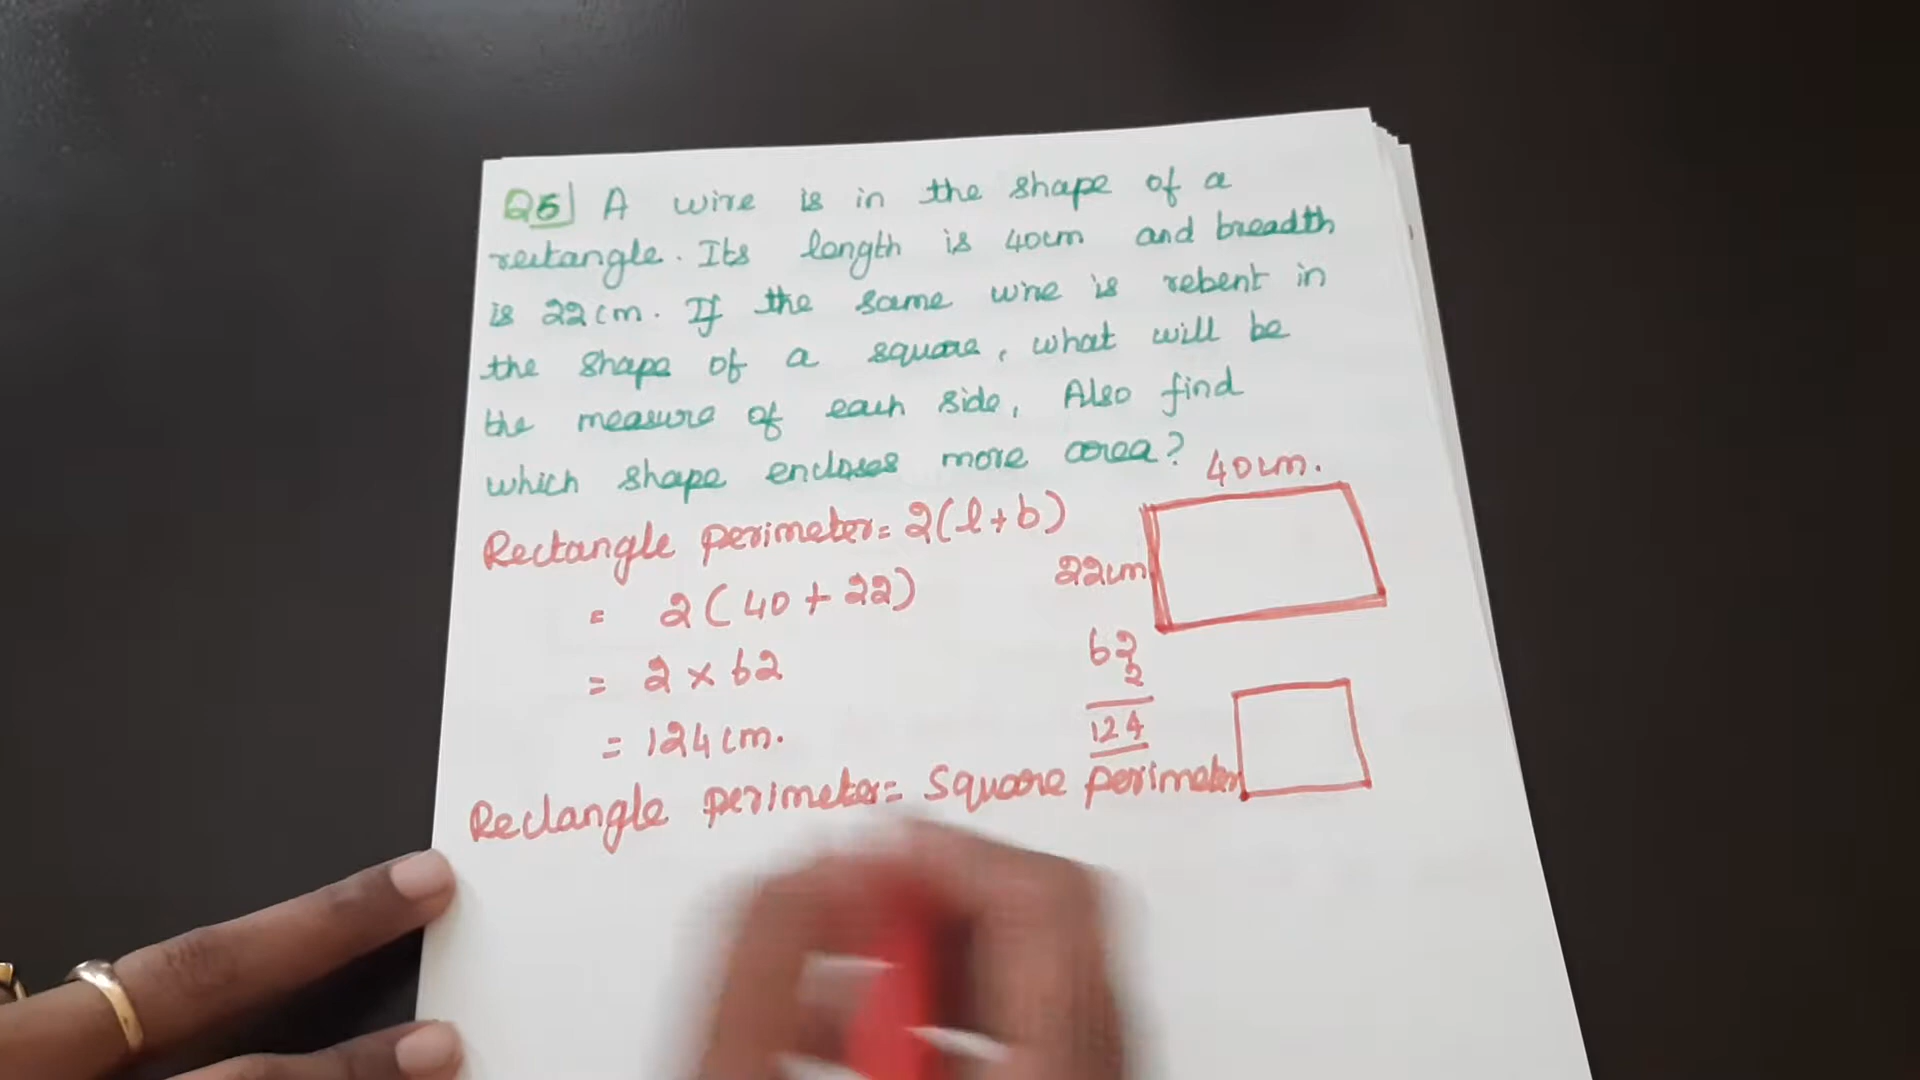 Q5 A wire is in the shape of a
rectangle. Its length is 40cm and breadth
is 22cm. If the same wire is rebent in
the shape of a square, what will be
the measure of each side, Also find
which shape encloses more area?
40cm.
Rectangle perimeter = 2(l+b)
22cm
= 2(40+22)
= 2 × 62
= 124cm.
62
2
124
Rectangle perimeter = Square perimeter